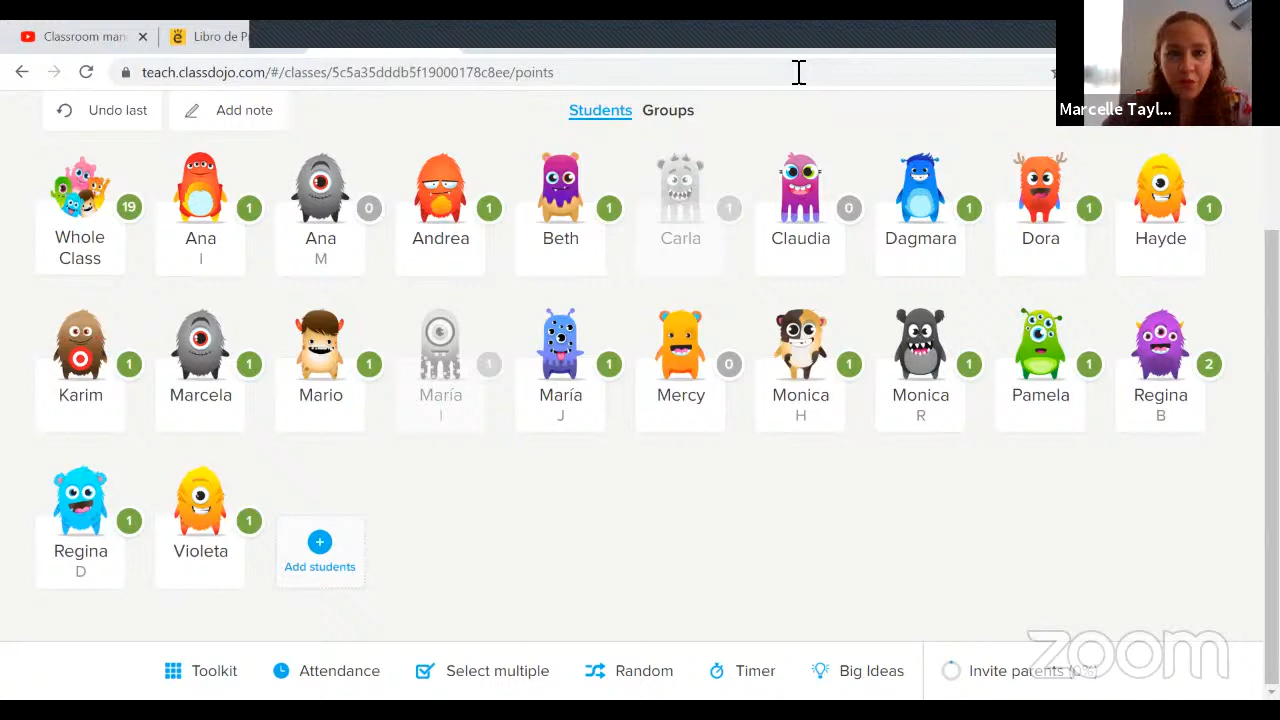 Classroom man
Libro de P
teach.classdojo.com/#/classes/5c5a35dddb5f19000178c8ee/points
Marcelle Tayl...
Undo last
Add note
Students Groups
19
1
0
1
1
1
0
1
1
1
Whole Class
Ana
I
Ana
M
Andrea
Beth
Carla
Claudia
Dagmara
Dora
Hayde
1
1
1
1
1
0
1
1
1
2
Karim
Marcela
Mario
María
I
María
J
Mercy
Monica
H
Monica
R
Pamela
Regina
B
1
1
Regina
D
Violeta
Add students
Toolkit
Attendance
Select multiple
Random
Timer
Big Ideas
Invite parents (0%)
zoom